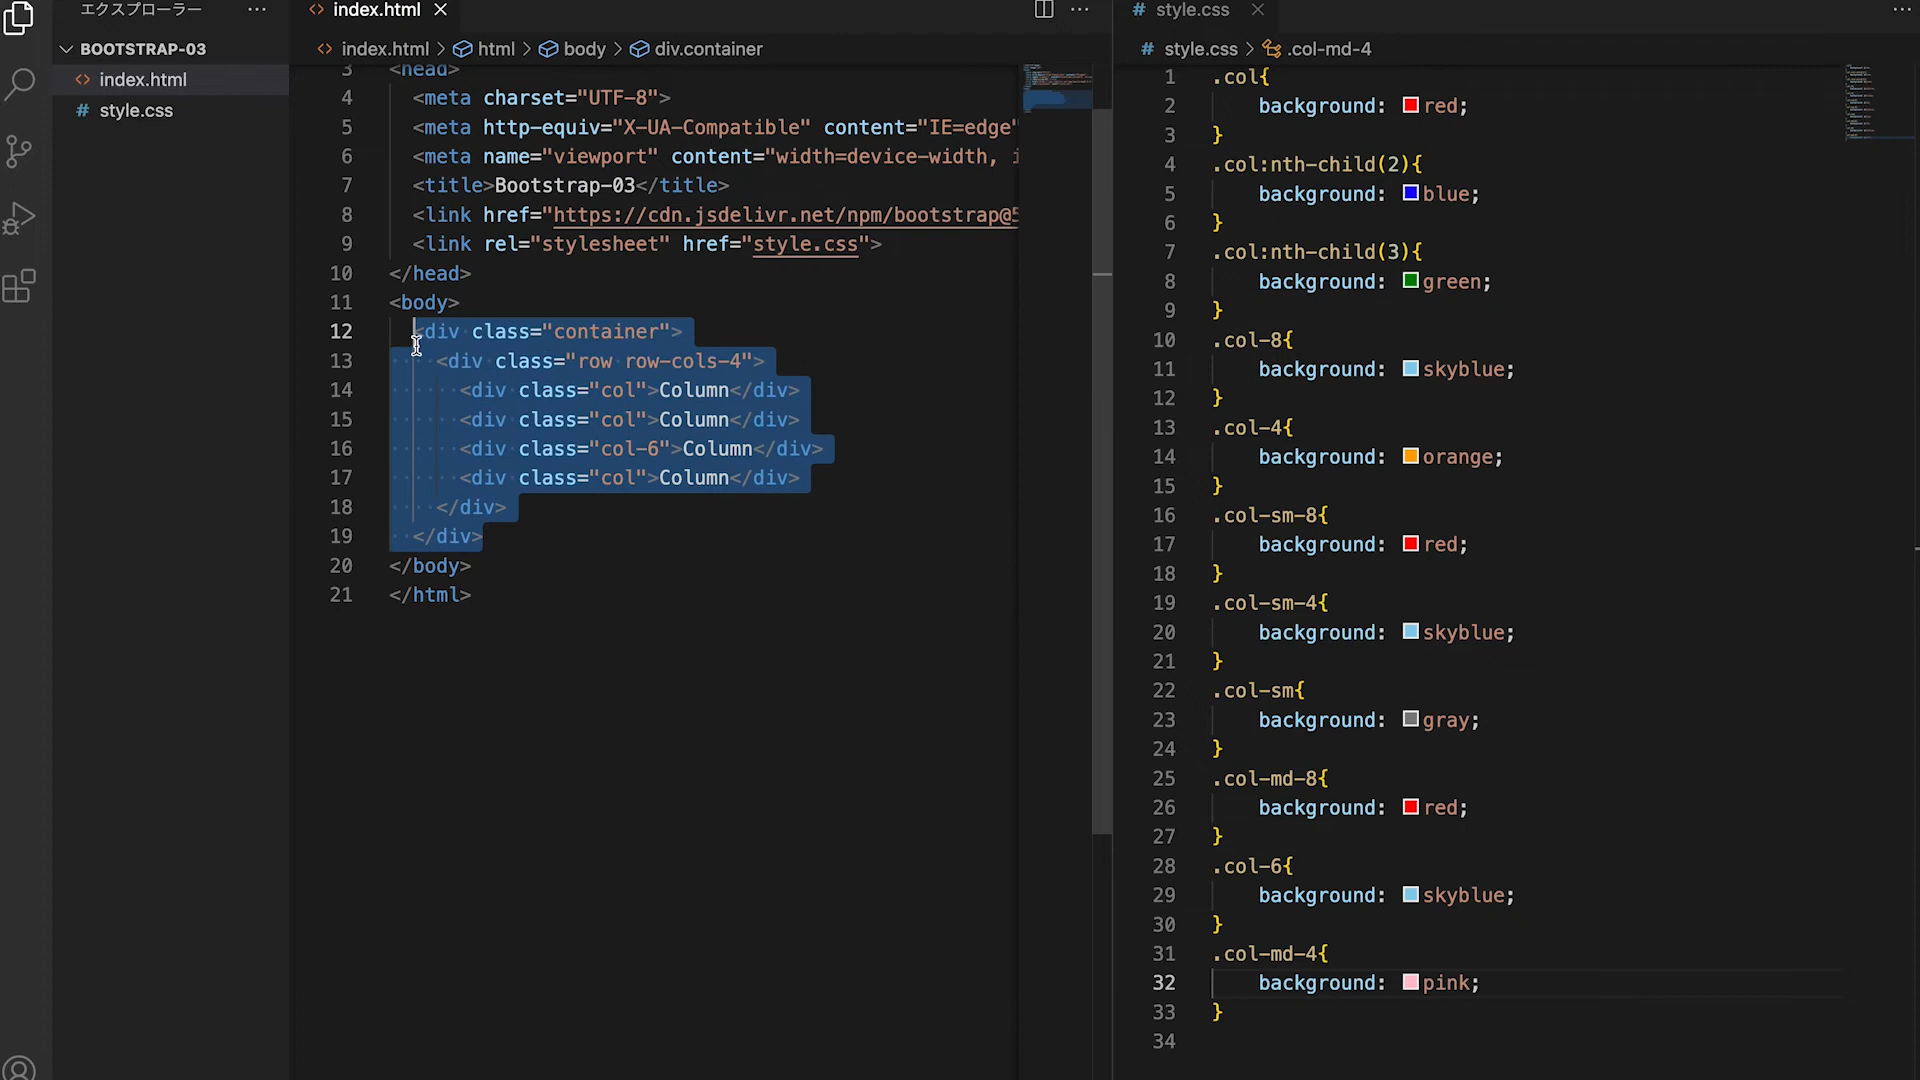 エクスプローラー
BOOTSTRAP-03
index.html
style.css
index.html
index.html > html > body > div.container
3 <head>
4 <meta charset="UTF-8">
5 <meta http-equiv="X-UA-Compatible" content="IE=edge"
6 <meta name="viewport" content="width=device-width, i
7 <title>Bootstrap-03</title>
8 <link href="https://cdn.jsdelivr.net/npm/bootstrap@5
9 <link rel="stylesheet" href="style.css">
10 </head>
11 <body>
12 <div class="container">
13 <div class="row row-cols-4">
14 <div class="col">Column</div>
15 <div class="col">Column</div>
16 <div class="col-6">Column</div>
17 <div class="col">Column</div>
18 </div>
19 </div>
20 </body>
21 </html>
# style.css
# style.css > .col-md-4
1 .col{
2 background: red;
3 }
4 .col:nth-child(2){
5 background: blue;
6 }
7 .col:nth-child(3){
8 background: green;
9 }
10 .col-8{
11 background: skyblue;
12 }
13 .col-4{
14 background: orange;
15 }
16 .col-sm-8{
17 background: red;
18 }
19 .col-sm-4{
20 background: skyblue;
21 }
22 .col-sm{
23 background: gray;
24 }
25 .col-md-8{
26 background: red;
27 }
28 .col-6{
29 background: skyblue;
30 }
31 .col-md-4{
32 background: pink;
33 }
34